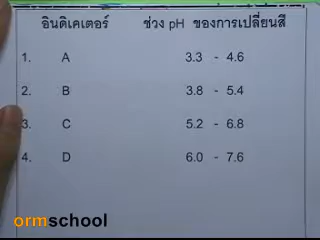 อินดิเคเตอร์ ช่วง pH ของการเปลี่ยนสี
1. A 3.3 - 4.6
2. B 3.8 - 5.4
3. C 5.2 - 6.8
4. D 6.0 - 7.6
ormschool